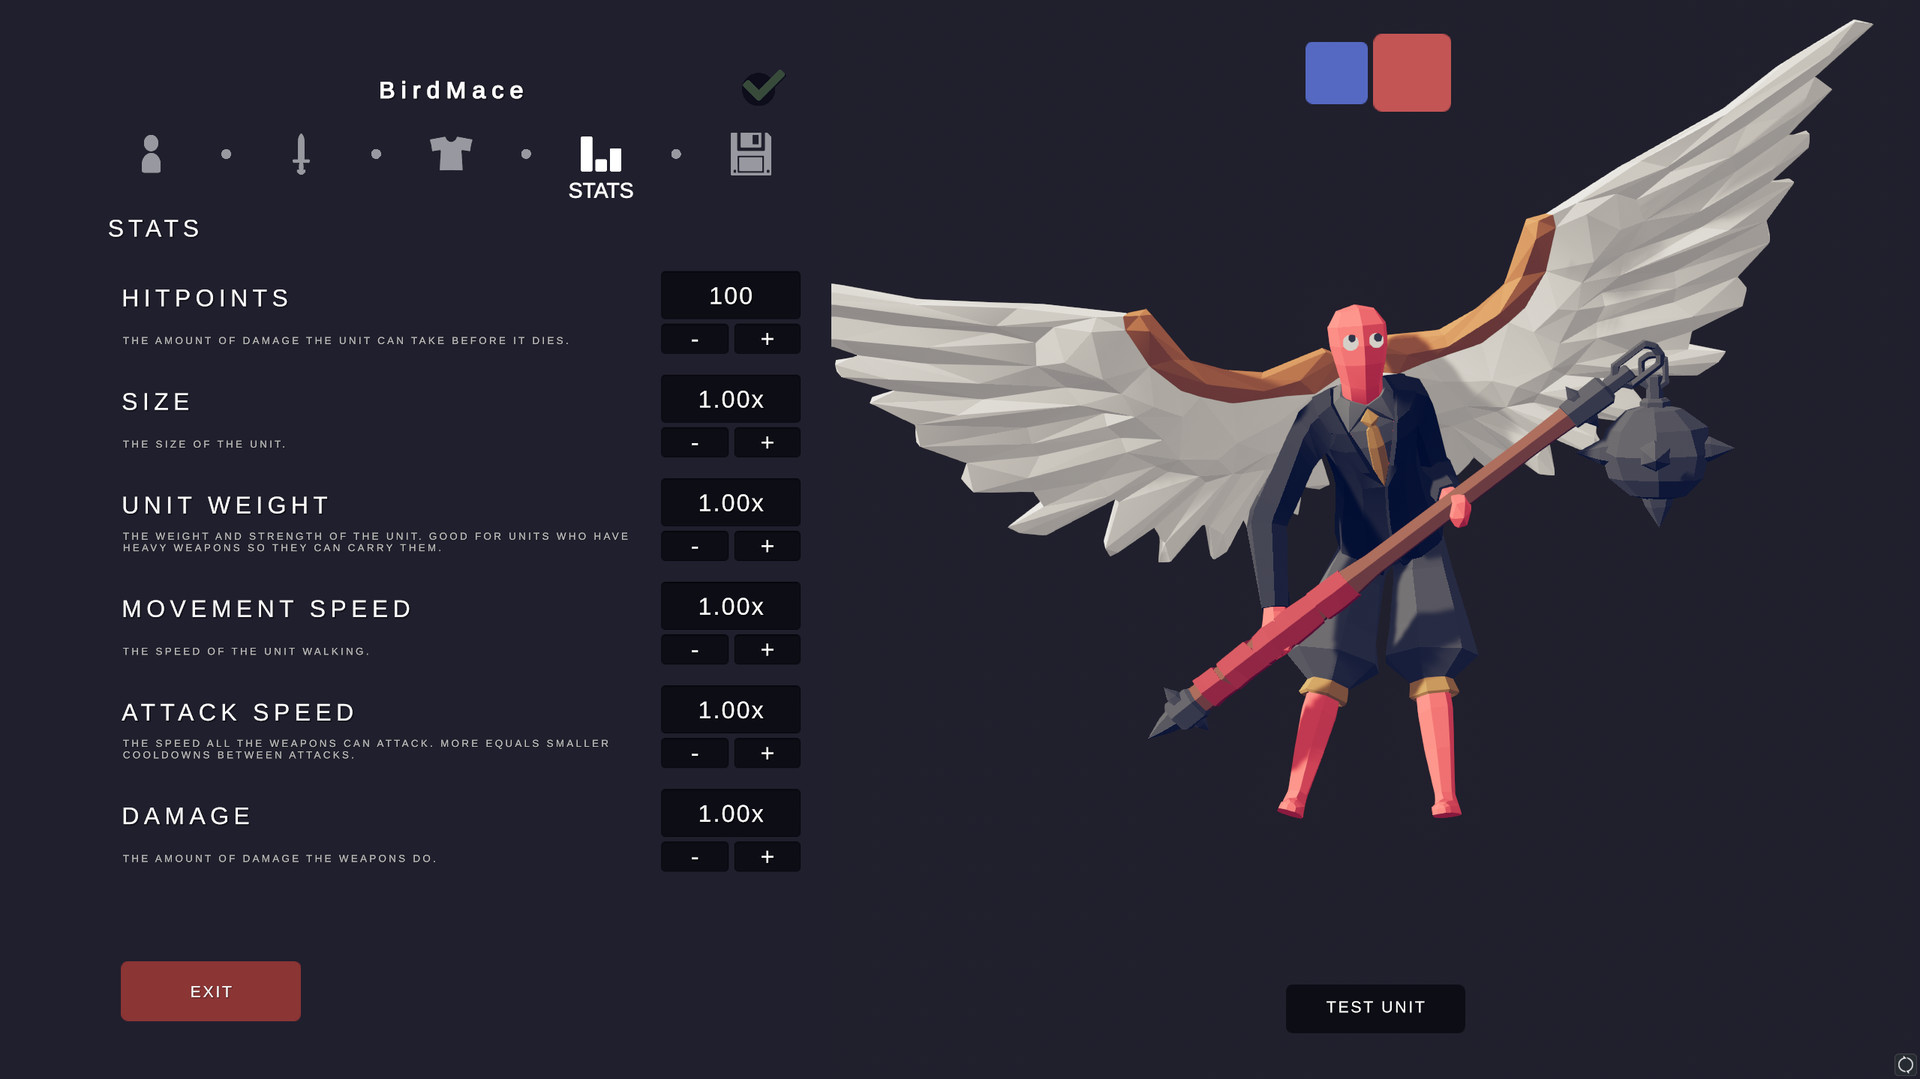 BirdMace
STATS
STATS
HITPOINTS
100
THE AMOUNT OF DAMAGE THE UNIT CAN TAKE BEFORE IT DIES.
- +
SIZE
1.00x
THE SIZE OF THE UNIT.
- +
UNIT WEIGHT
1.00x
THE WEIGHT AND STRENGTH OF THE UNIT. GOOD FOR UNITS WHO HAVE
HEAVY WEAPONS SO THEY CAN CARRY THEM.
- +
MOVEMENT SPEED
1.00x
THE SPEED OF THE UNIT WALKING.
- +
ATTACK SPEED
1.00x
THE SPEED ALL THE WEAPONS CAN ATTACK. MORE EQUALS SMALLER
COOLDOWNS BETWEEN ATTACKS.
- +
DAMAGE
1.00x
THE AMOUNT OF DAMAGE THE WEAPONS DO.
- +
EXIT
TEST UNIT